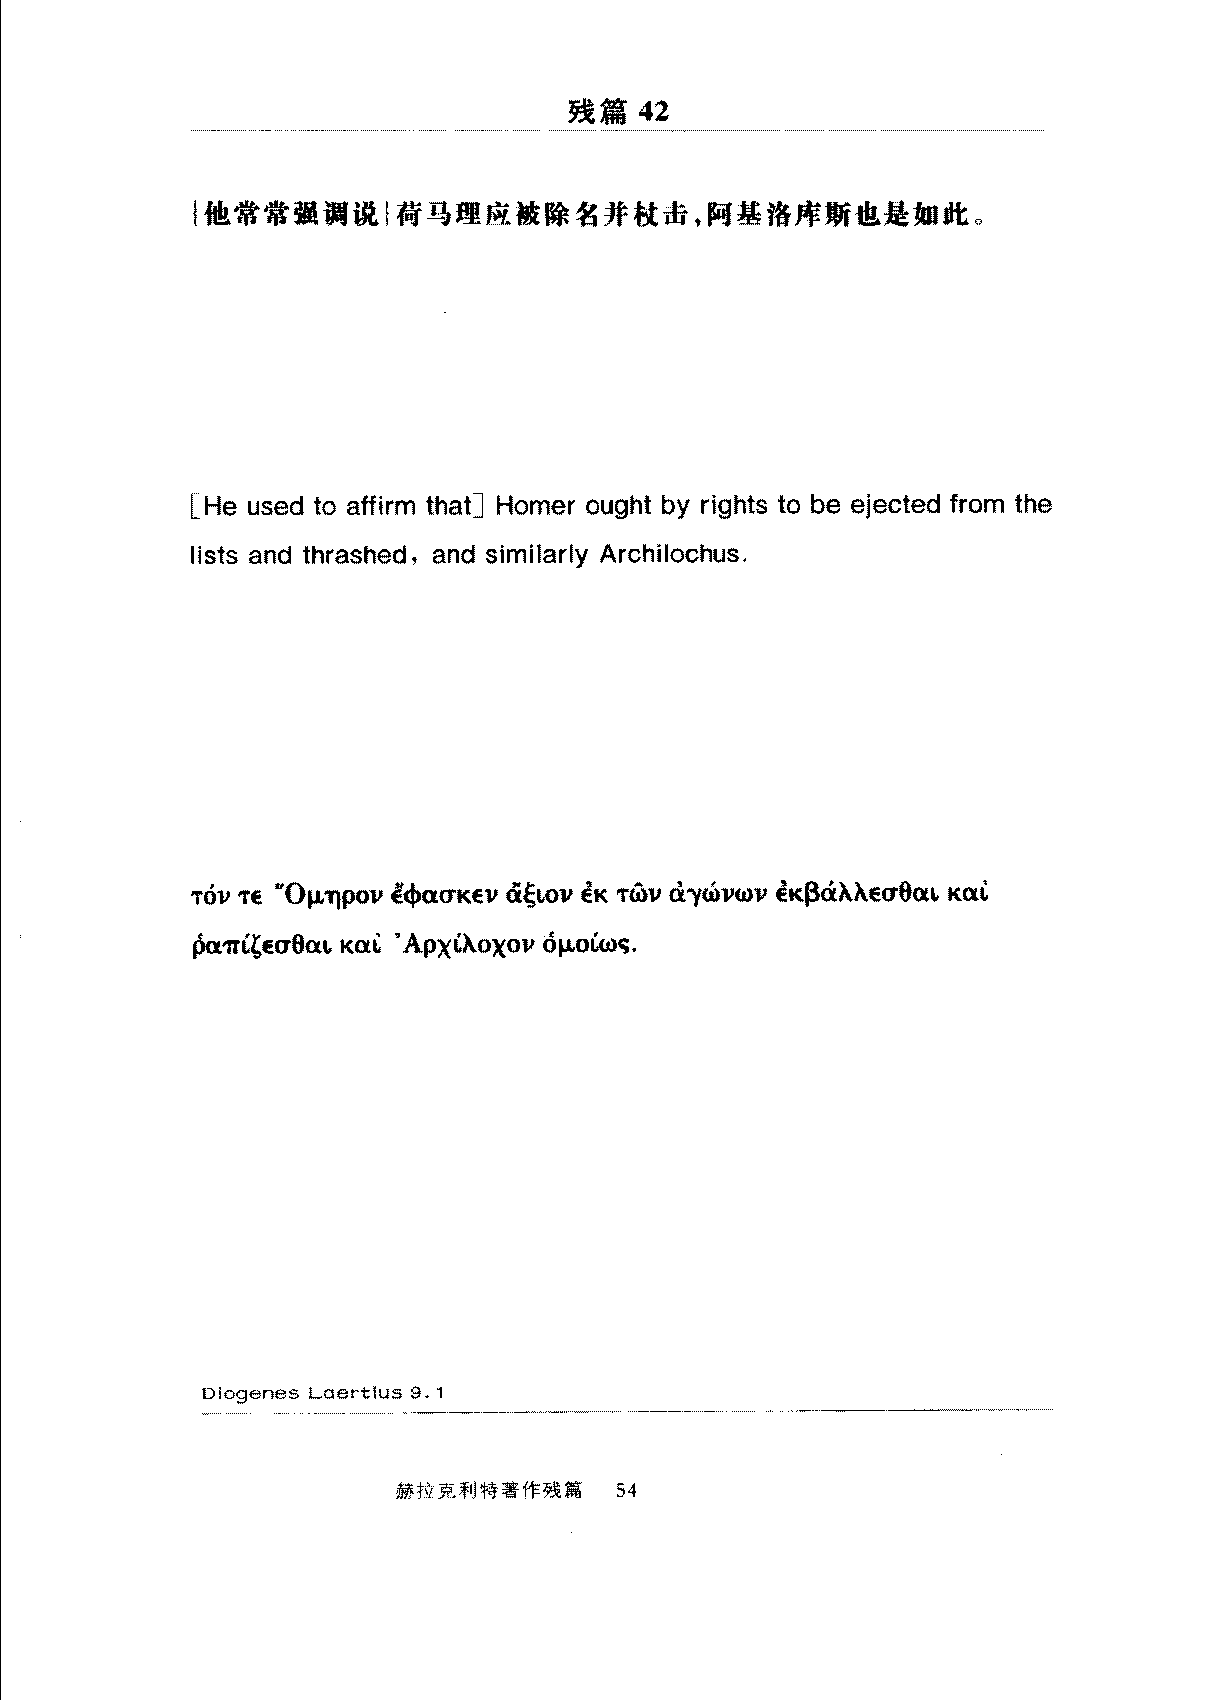 残篇 42
[他常常强调说]荷马理应被除名并杖击,阿基洛库斯也是如此。
[He used to affirm that] Homer ought by rights to be ejected from the
lists and thrashed, and similarly Archilochus.
τόν τε Ὅμηρον ἔφασκεν ἄξιον ἐκ τῶν ἀγώνων ἐκβάλλεσθαι καὶ
ῥαπίζεσθαι καὶ Ἀρχίλοχον ὁμοίως.
Diogenes Laertius 9.1
赫拉克利特著作残篇 54